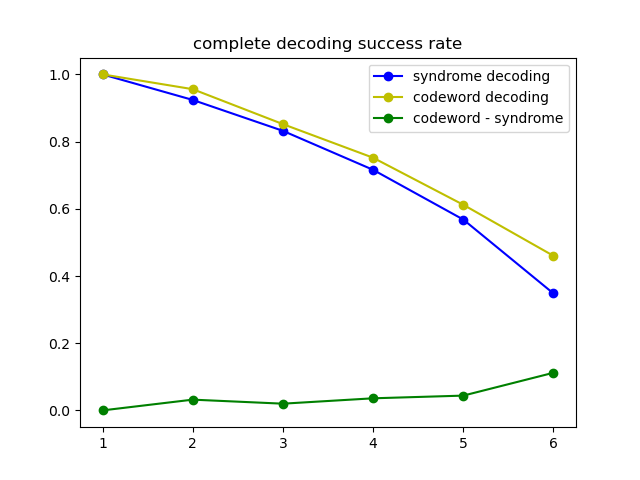 complete decoding success rate
syndrome decoding
codeword decoding
codeword - syndrome
1.0
0.8
0.6
0.4
0.2
0.0
1 2 3 4 5 6